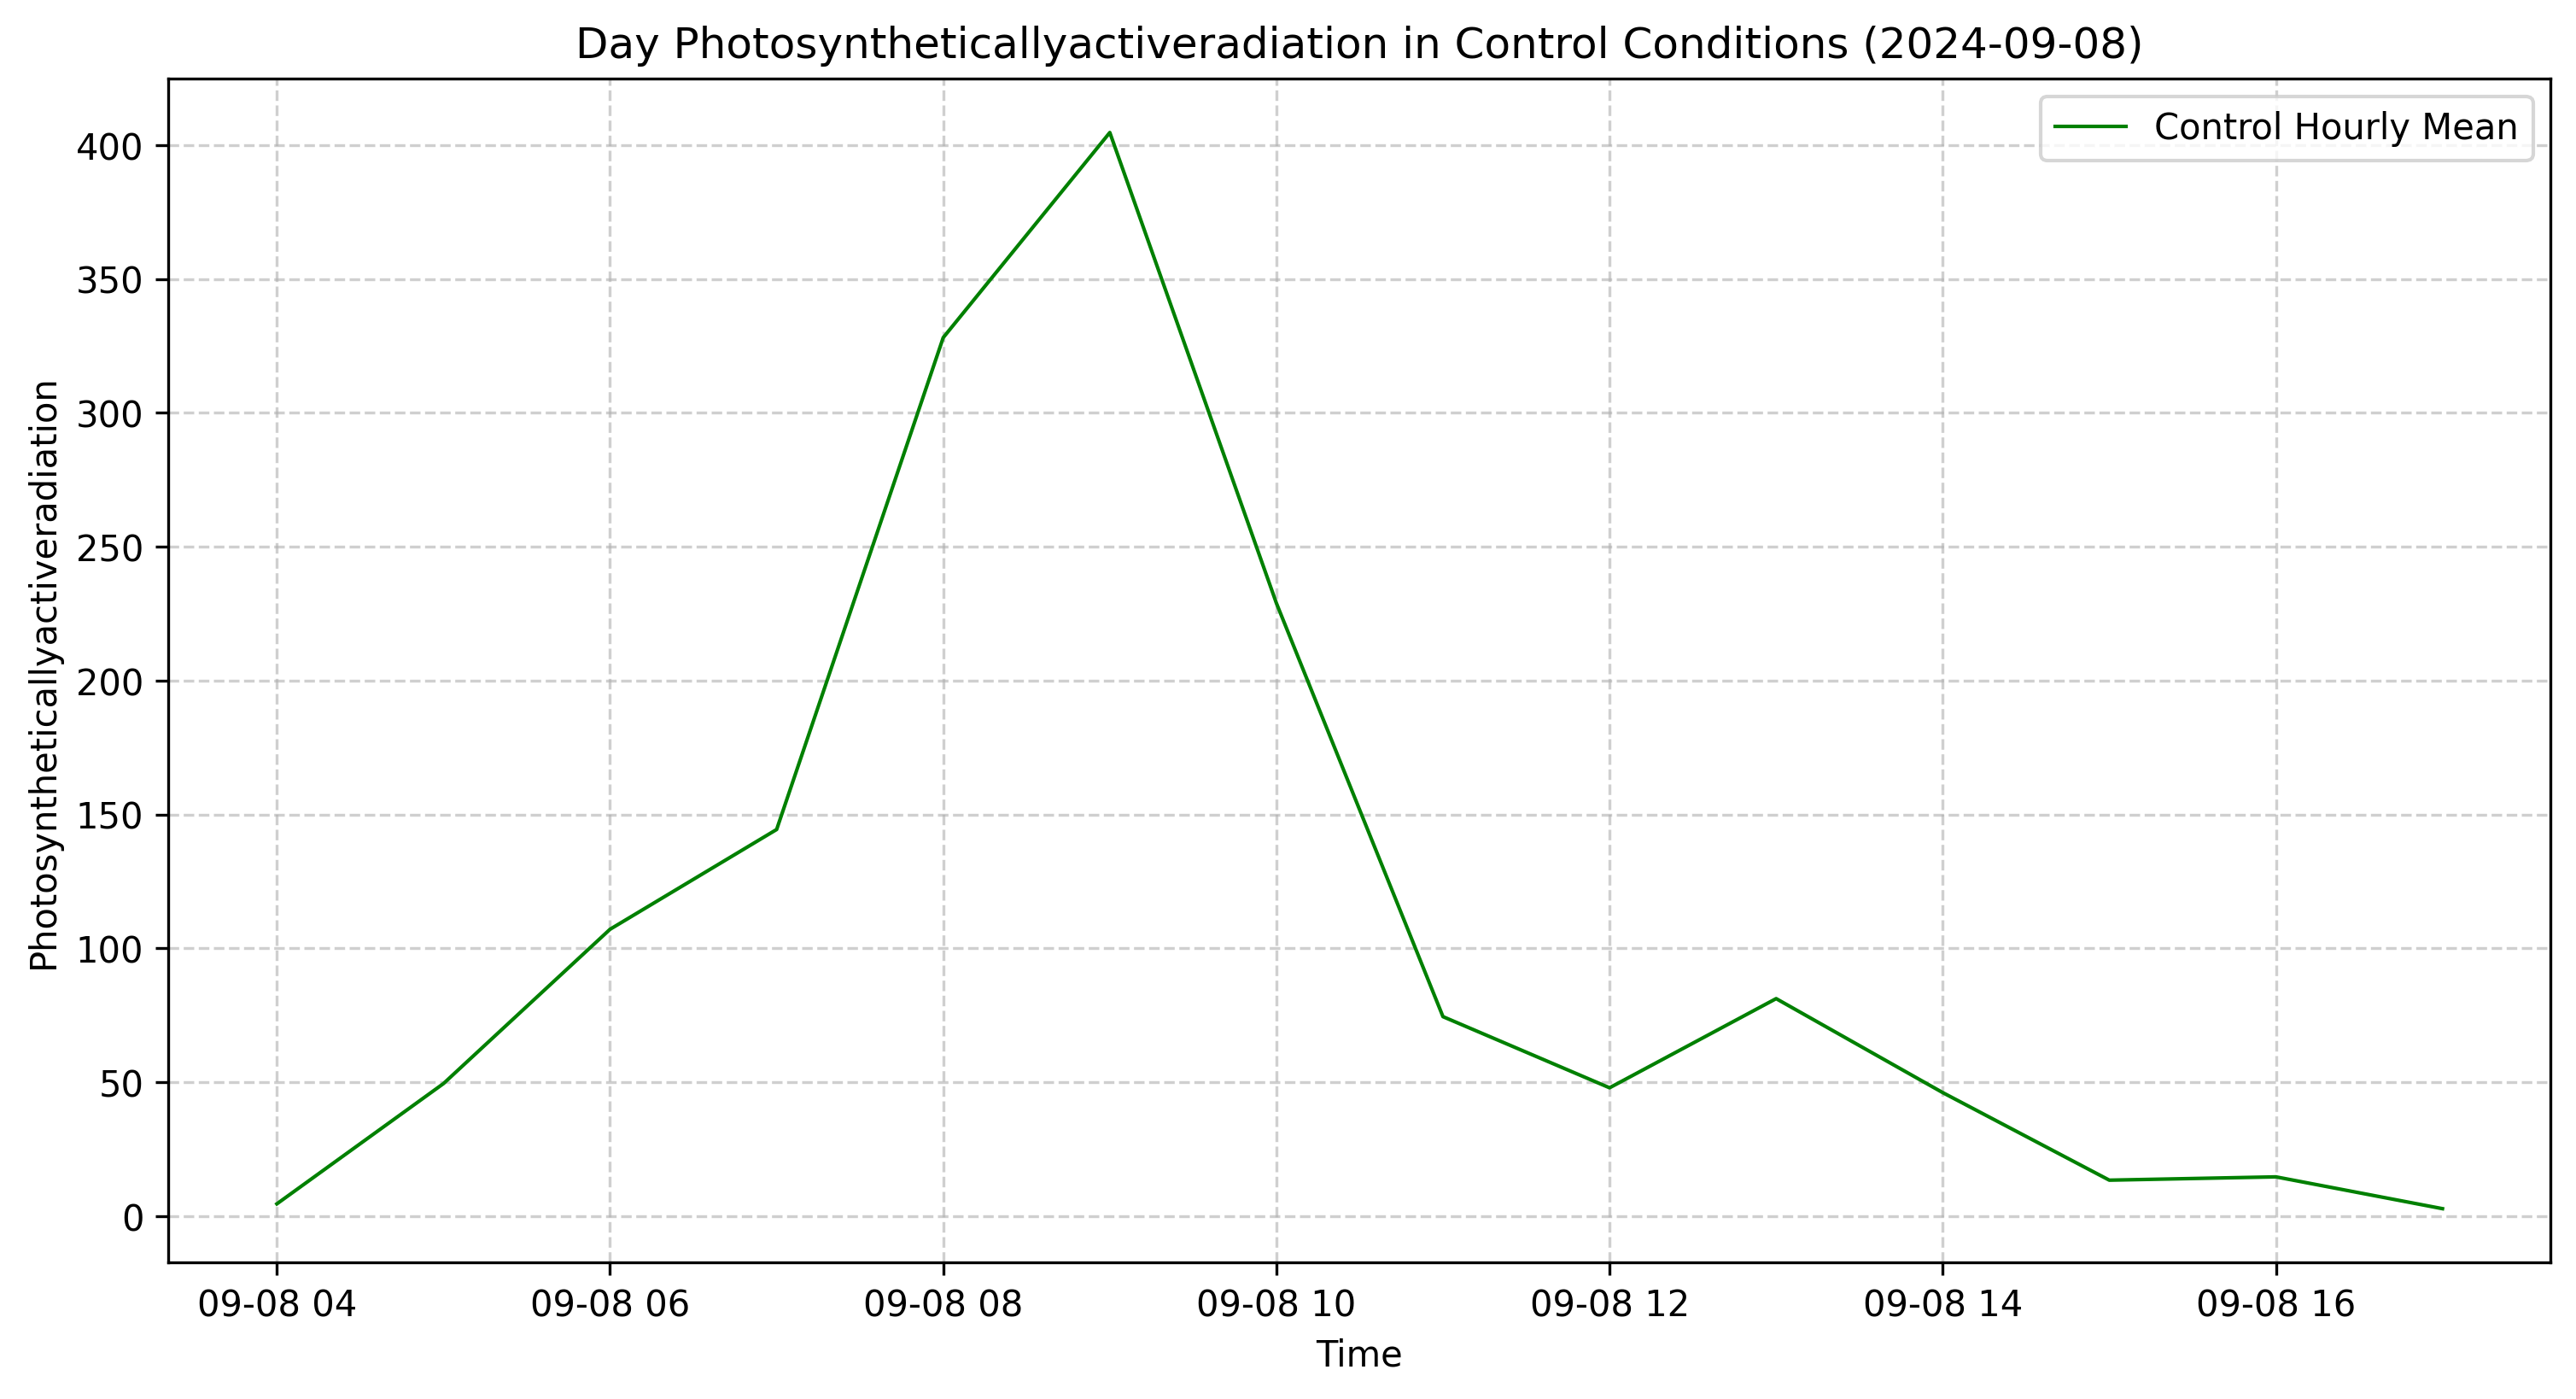 Day Photosyntheticallyactiveradiation in Control Conditions (2024-09-08)
Control Hourly Mean
Photosyntheticallyactiveradiation
400
350
300
250
200
150
100
50
0
09-08 04 09-08 06 09-08 08 09-08 10 09-08 12 09-08 14 09-08 16
Time